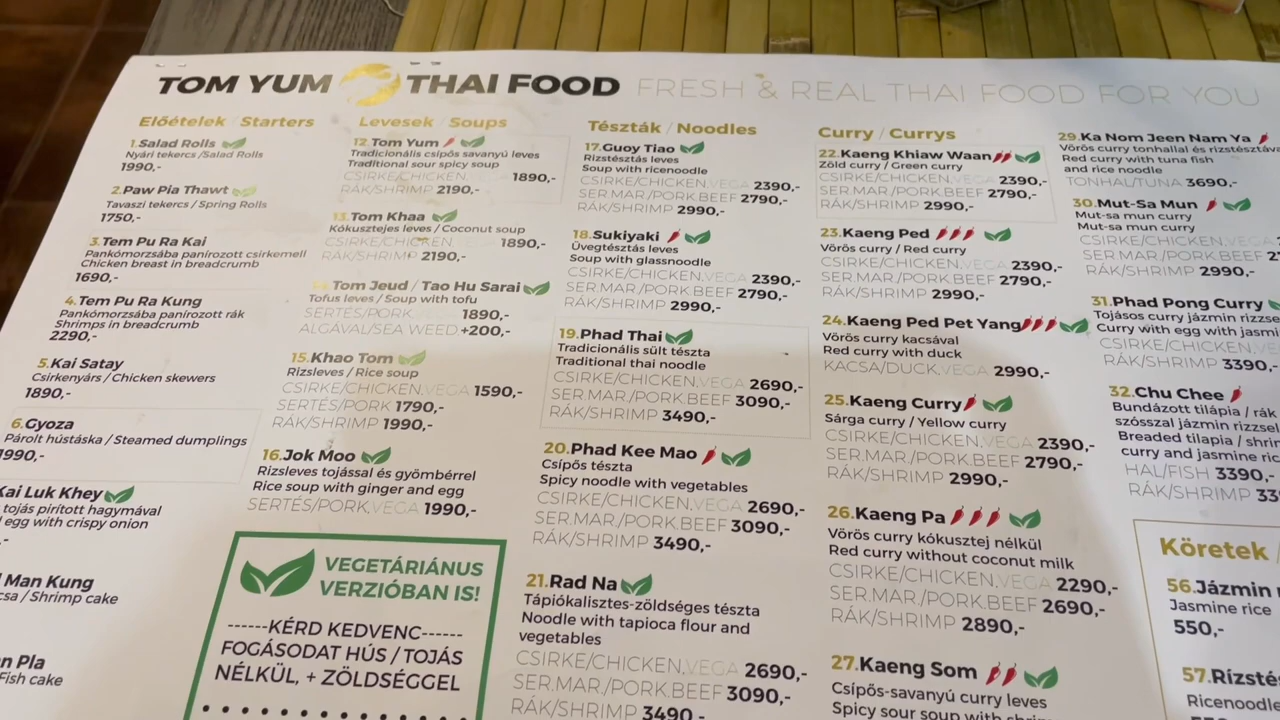 TOM YUM THAI FOOD FRESH & REAL THAI FOOD FOR YOU
Előételek / Starters
1.Salad Rolls
Nyári tekercs /Salad Rolls
1990,-
2.Paw Pia Thawt
Tavaszi tekercs / Spring Rolls
1750,-
3.Tem Pu Ra Kai
Pankómorzsába panírozott csirkemell
Chicken breast in breadcrumb
1690,-
4.Tem Pu Ra Kung
Pankómorzsába panírozott rák
Shrimps in breadcrumb
2290,-
5.Kai Satay
Csirkenyárs / Chicken skewers
1890,-
6.Gyoza
Párolt hústáska / Steamed dumplings
1990,-
Kai Luk Khey
tojás pirított hagymával
egg with crispy onion
Man Kung
/ Shrimp cake
Pla
Fish cake
Levesek / Soups
12.Tom Yum
Tradicionális csípős savanyú leves
Traditional sour spicy soup
CSIRKE/CHICKEN,VEGA 1890,-
RÁK/SHRIMP 2190,-
13.Tom Khaa
Kókusztejes leves / Coconut soup
CSIRKE/CHICKEN, VEGA 1890,-
RÁK/SHRIMP 2190,-
14.Tom Jeud / Tao Hu Sarai
Tofus leves / Soup with tofu
SERTÉS/PORK 1890,-
ALGÁVAL/SEA WEED +200,-
15.Khao Tom
Rizsleves / Rice soup
CSIRKE/CHICKEN,VEGA 1590,-
SERTÉS/PORK 1790,-
RÁK/SHRIMP 1990,-
16.Jok Moo
Rizsleves tojással és gyömbérrel
Rice soup with ginger and egg
SERTÉS/PORK,VEGA 1990,-
VEGETÁRIÁNUS
VERZIÓBAN IS!
------KÉRD KEDVENC------
FOGÁSODAT HÚS / TOJÁS
NÉLKÜL, + ZÖLDSÉGGEL
Tészták / Noodles
17.Guoy Tiao
Rizstésztás leves
Soup with ricenoodle
CSIRKE/CHICKEN,VEGA 2390,-
SER.MAR./PORK.BEEF 2790,-
RÁK/SHRIMP 2990,-
18.Sukiyaki
Üvegtésztás leves
Soup with glassnoodle
CSIRKE/CHICKEN,VEGA 2390,-
SER.MAR./PORK.BEEF 2790,-
RÁK/SHRIMP 2990,-
19.Phad Thai
Tradicionális sült tészta
Traditional thai noodle
CSIRKE/CHICKEN,VEGA 2690,-
SER.MAR./PORK.BEEF 3090,-
RÁK/SHRIMP 3490,-
20.Phad Kee Mao
Csípős tészta
Spicy noodle with vegetables
CSIRKE/CHICKEN,VEGA 2690,-
SER.MAR./PORK.BEEF 3090,-
RÁK/SHRIMP 3490,-
21.Rad Na
Tápiókalisztes-zöldséges tészta
Noodle with tapioca flour and
vegetables
CSIRKE/CHICKEN,VEGA 2690,-
SER.MAR./PORK.BEEF 3090,-
RÁK/SHRIMP 3490,-
Curry / Currys
22.Kaeng Khiaw Waan
Zöld curry / Green curry
CSIRKE/CHICKEN,VEGA 2390,-
SER.MAR./PORK.BEEF 2790,-
RÁK/SHRIMP 2990,-
23.Kaeng Ped
Vörös curry / Red curry
CSIRKE/CHICKEN,VEGA 2390,-
SER.MAR./PORK.BEEF 2790,-
RÁK/SHRIMP 2990,-
24.Kaeng Ped Pet Yang
Vörös curry kacsával
Red curry with duck
KACSA/DUCK,VEGA 2990,-
25.Kaeng Curry
Sárga curry / Yellow curry
CSIRKE/CHICKEN,VEGA 2390,-
SER.MAR./PORK.BEEF 2790,-
RÁK/SHRIMP 2990,-
26.Kaeng Pa
Vörös curry kókusztej nélkül
Red curry without coconut milk
CSIRKE/CHICKEN,VEGA 2290,-
SER.MAR./PORK.BEEF 2690,-
RÁK/SHRIMP 2890,-
27.Kaeng Som
Csípős-savanyú curry leves
Spicy sour soup with
29.Ka Nom Jeen Nam Ya
Vörös curry tonhallal és rizstésztáva
Red curry with tuna fish
and rice noodle
TONHAL/TUNA 3690,-
30.Mut-Sa Mun
Mut-sa mun curry
Mut-sa mun curry
CSIRKE/CHICKEN,VEGA
SER.MAR./PORK.BEEF
RÁK/SHRIMP 2990,-
31.Phad Pong Curry
Tojásos curry jázmin rizzse
Curry with egg with jasmi
CSIRKE/CHICKEN,VE
RÁK/SHRIMP 3390,-
32.Chu Chee
Bundázott tilápia / rák
szósszal jázmin rizzsel
Breaded tilapia / shrim
curry and jasmine ric
HAL/FISH 3390,-
RÁK/SHRIMP 33
Köretek /
56.Jázmin
Jasmine rice
550,-
57.Rízsté
Ricenoodle